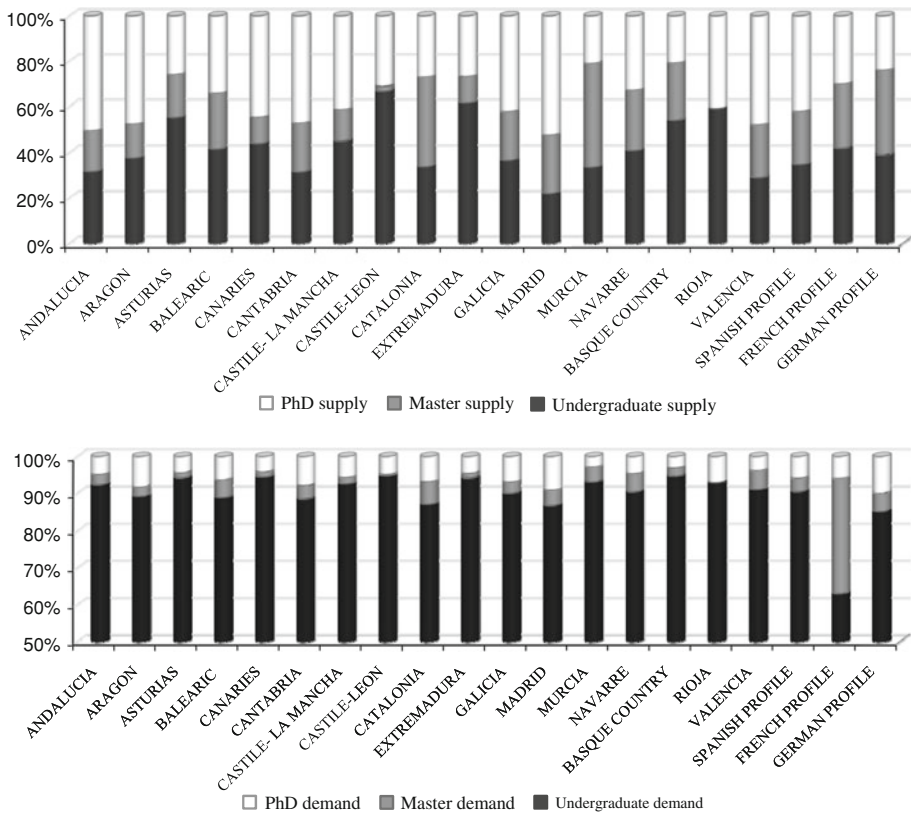 100%
80%
60%
40%
20%
0%
ANDALUCIA
ARAGON
ASTURIAS
BALEARIC
CANARIES
CANTABRIA
CASTILE- LA MANCHA
CASTILE-LEON
CATALONIA
EXTREMADURA
GALICIA
MADRID
MURCIA
NAVARRE
BASQUE COUNTRY
RIOJA
VALENCIA
SPANISH PROFILE
FRENCH PROFILE
GERMAN PROFILE
PhD supply Master supply Undergraduate supply
100%
90%
80%
70%
60%
50%
ANDALUCIA
ARAGON
ASTURIAS
BALEARIC
CANARIES
CANTABRIA
CASTILE- LA MANCHA
CASTILE-LEON
CATALONIA
EXTREMADURA
GALICIA
MADRID
MURCIA
NAVARRE
BASQUE COUNTRY
RIOJA
VALENCIA
SPANISH PROFILE
FRENCH PROFILE
GERMAN PROFILE
PhD demand Master demand Undergraduate demand